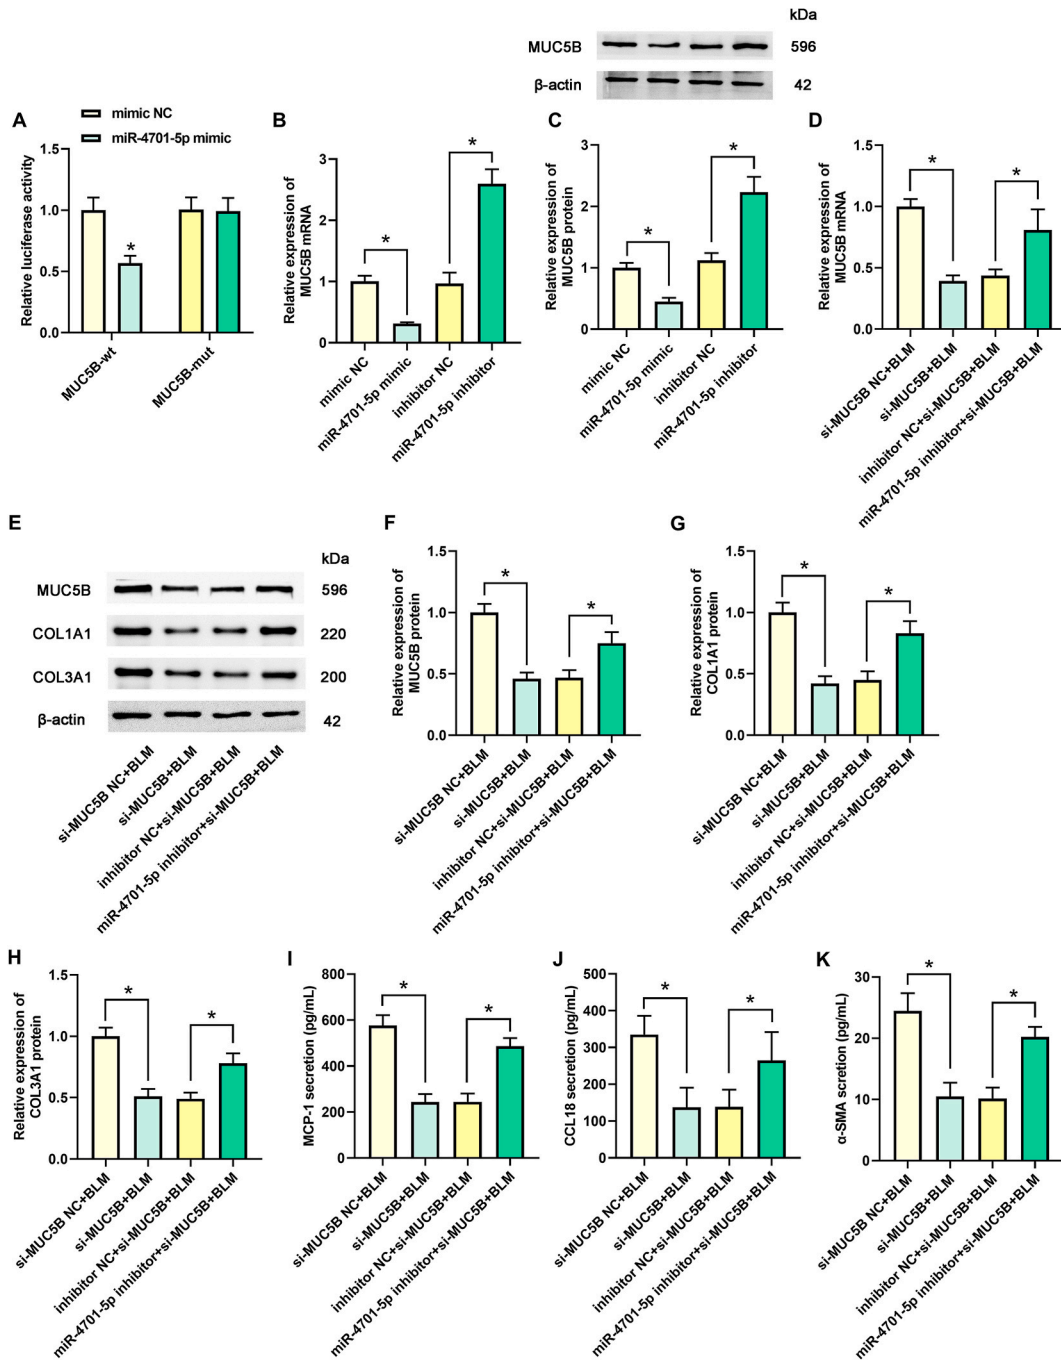 kDa
MUC5B 596
β-actin 42
A
mimic NC
miR-4701-5p mimic
Relative luciferase activity
1.5
1.0
0.5
0.0
MUC5B-wt
MUC5B-mut
*
B
Relative expression of
MUC5B mRNA
3
2
1
0
*
*
mimic NC
miR-4701-5p mimic
inhibitor NC
miR-4701-5p inhibitor
C
Relative expression of
MUC5B protein
3
2
1
0
*
*
mimic NC
miR-4701-5p mimic
inhibitor NC
miR-4701-5p inhibitor
D
Relative expression of
MUC5B mRNA
1.5
1.0
0.5
0.0
*
*
si-MUC5B NC+BLM
si-MUC5B+BLM
inhibitor NC+si-MUC5B+BLM
miR-4701-5p inhibitor+si-MUC5B+BLM
E
kDa
MUC5B 596
COL1A1 220
COL3A1 200
β-actin 42
si-MUC5B NC+BLM
si-MUC5B+BLM
inhibitor NC+si-MUC5B+BLM
miR-4701-5p inhibitor+si-MUC5B+BLM
F
Relative expression of
MUC5B protein
1.5
1.0
0.5
0.0
*
*
si-MUC5B NC+BLM
si-MUC5B+BLM
inhibitor NC+si-MUC5B+BLM
miR-4701-5p inhibitor+si-MUC5B+BLM
G
Relative expression of
COL1A1 protein
1.5
1.0
0.5
0.0
*
*
si-MUC5B NC+BLM
si-MUC5B+BLM
inhibitor NC+si-MUC5B+BLM
miR-4701-5p inhibitor+si-MUC5B+BLM
H
Relative expression of
COL3A1 protein
1.5
1.0
0.5
0.0
*
*
si-MUC5B NC+BLM
si-MUC5B+BLM
inhibitor NC+si-MUC5B+BLM
miR-4701-5p inhibitor+si-MUC5B+BLM
I
MCP-1 secretion (pg/mL)
800
600
400
200
0
*
*
si-MUC5B NC+BLM
si-MUC5B+BLM
inhibitor NC+si-MUC5B+BLM
miR-4701-5p inhibitor+si-MUC5B+BLM
J
CCL18 secretion (pg/mL)
500
400
300
200
100
0
*
*
si-MUC5B NC+BLM
si-MUC5B+BLM
inhibitor NC+si-MUC5B+BLM
miR-4701-5p inhibitor+si-MUC5B+BLM
K
α-SMA scretion (pg/mL)
30
20
10
0
*
*
si-MUC5B NC+BLM
si-MUC5B+BLM
inhibitor NC+si-MUC5B+BLM
miR-4701-5p inhibitor+si-MUC5B+BLM